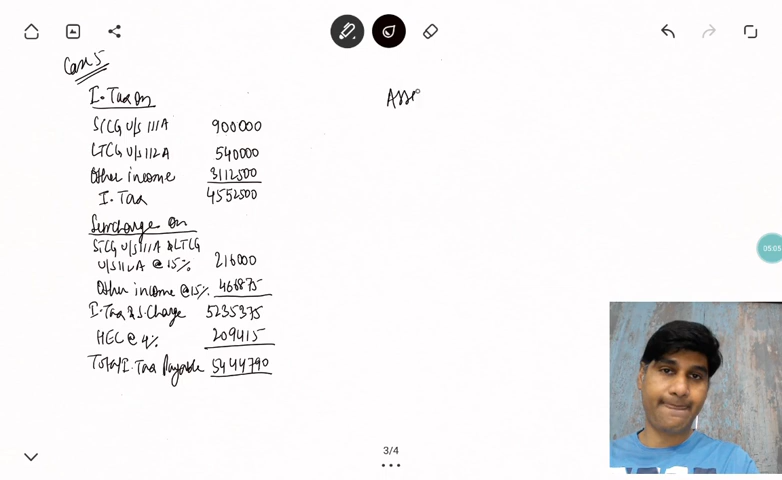 Case 5
I. Tax on
STCG U/s 111A 900000
LTCG U/s 112A 540000
Other income 3112500
I. Tax 4552500
Surcharge on
STCG U/s 111A & LTCG
U/s 112A @ 15% 216000
Other income @ 15% 466875
I. Tax & S. Charge 5235375
HEC @ 4% 209415
Total I. Tax Payable 5444790
Asse
05:05
3/4